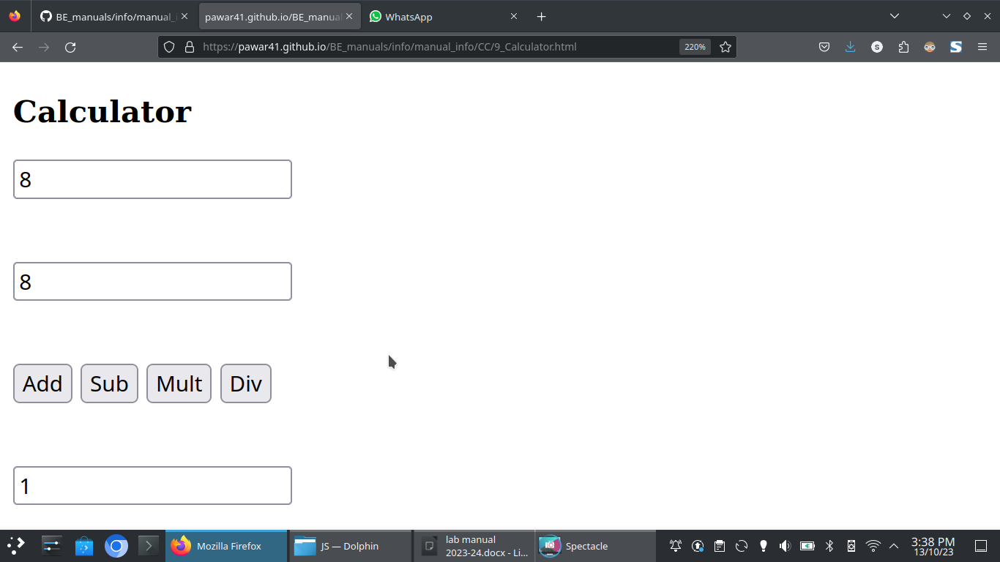 BE_manuals/info/manual_
pawar41.github.io/BE_manua
WhatsApp
https://pawar41.github.io/BE_manuals/info/manual_info/CC/9_Calculator.html
220%
S
S
Calculator
8
8
Add Sub Mult Div
1
Mozilla Firefox
JS — Dolphin
lab manual
2023-24.docx - Li...
Spectacle
3:38 PM
13/10/23